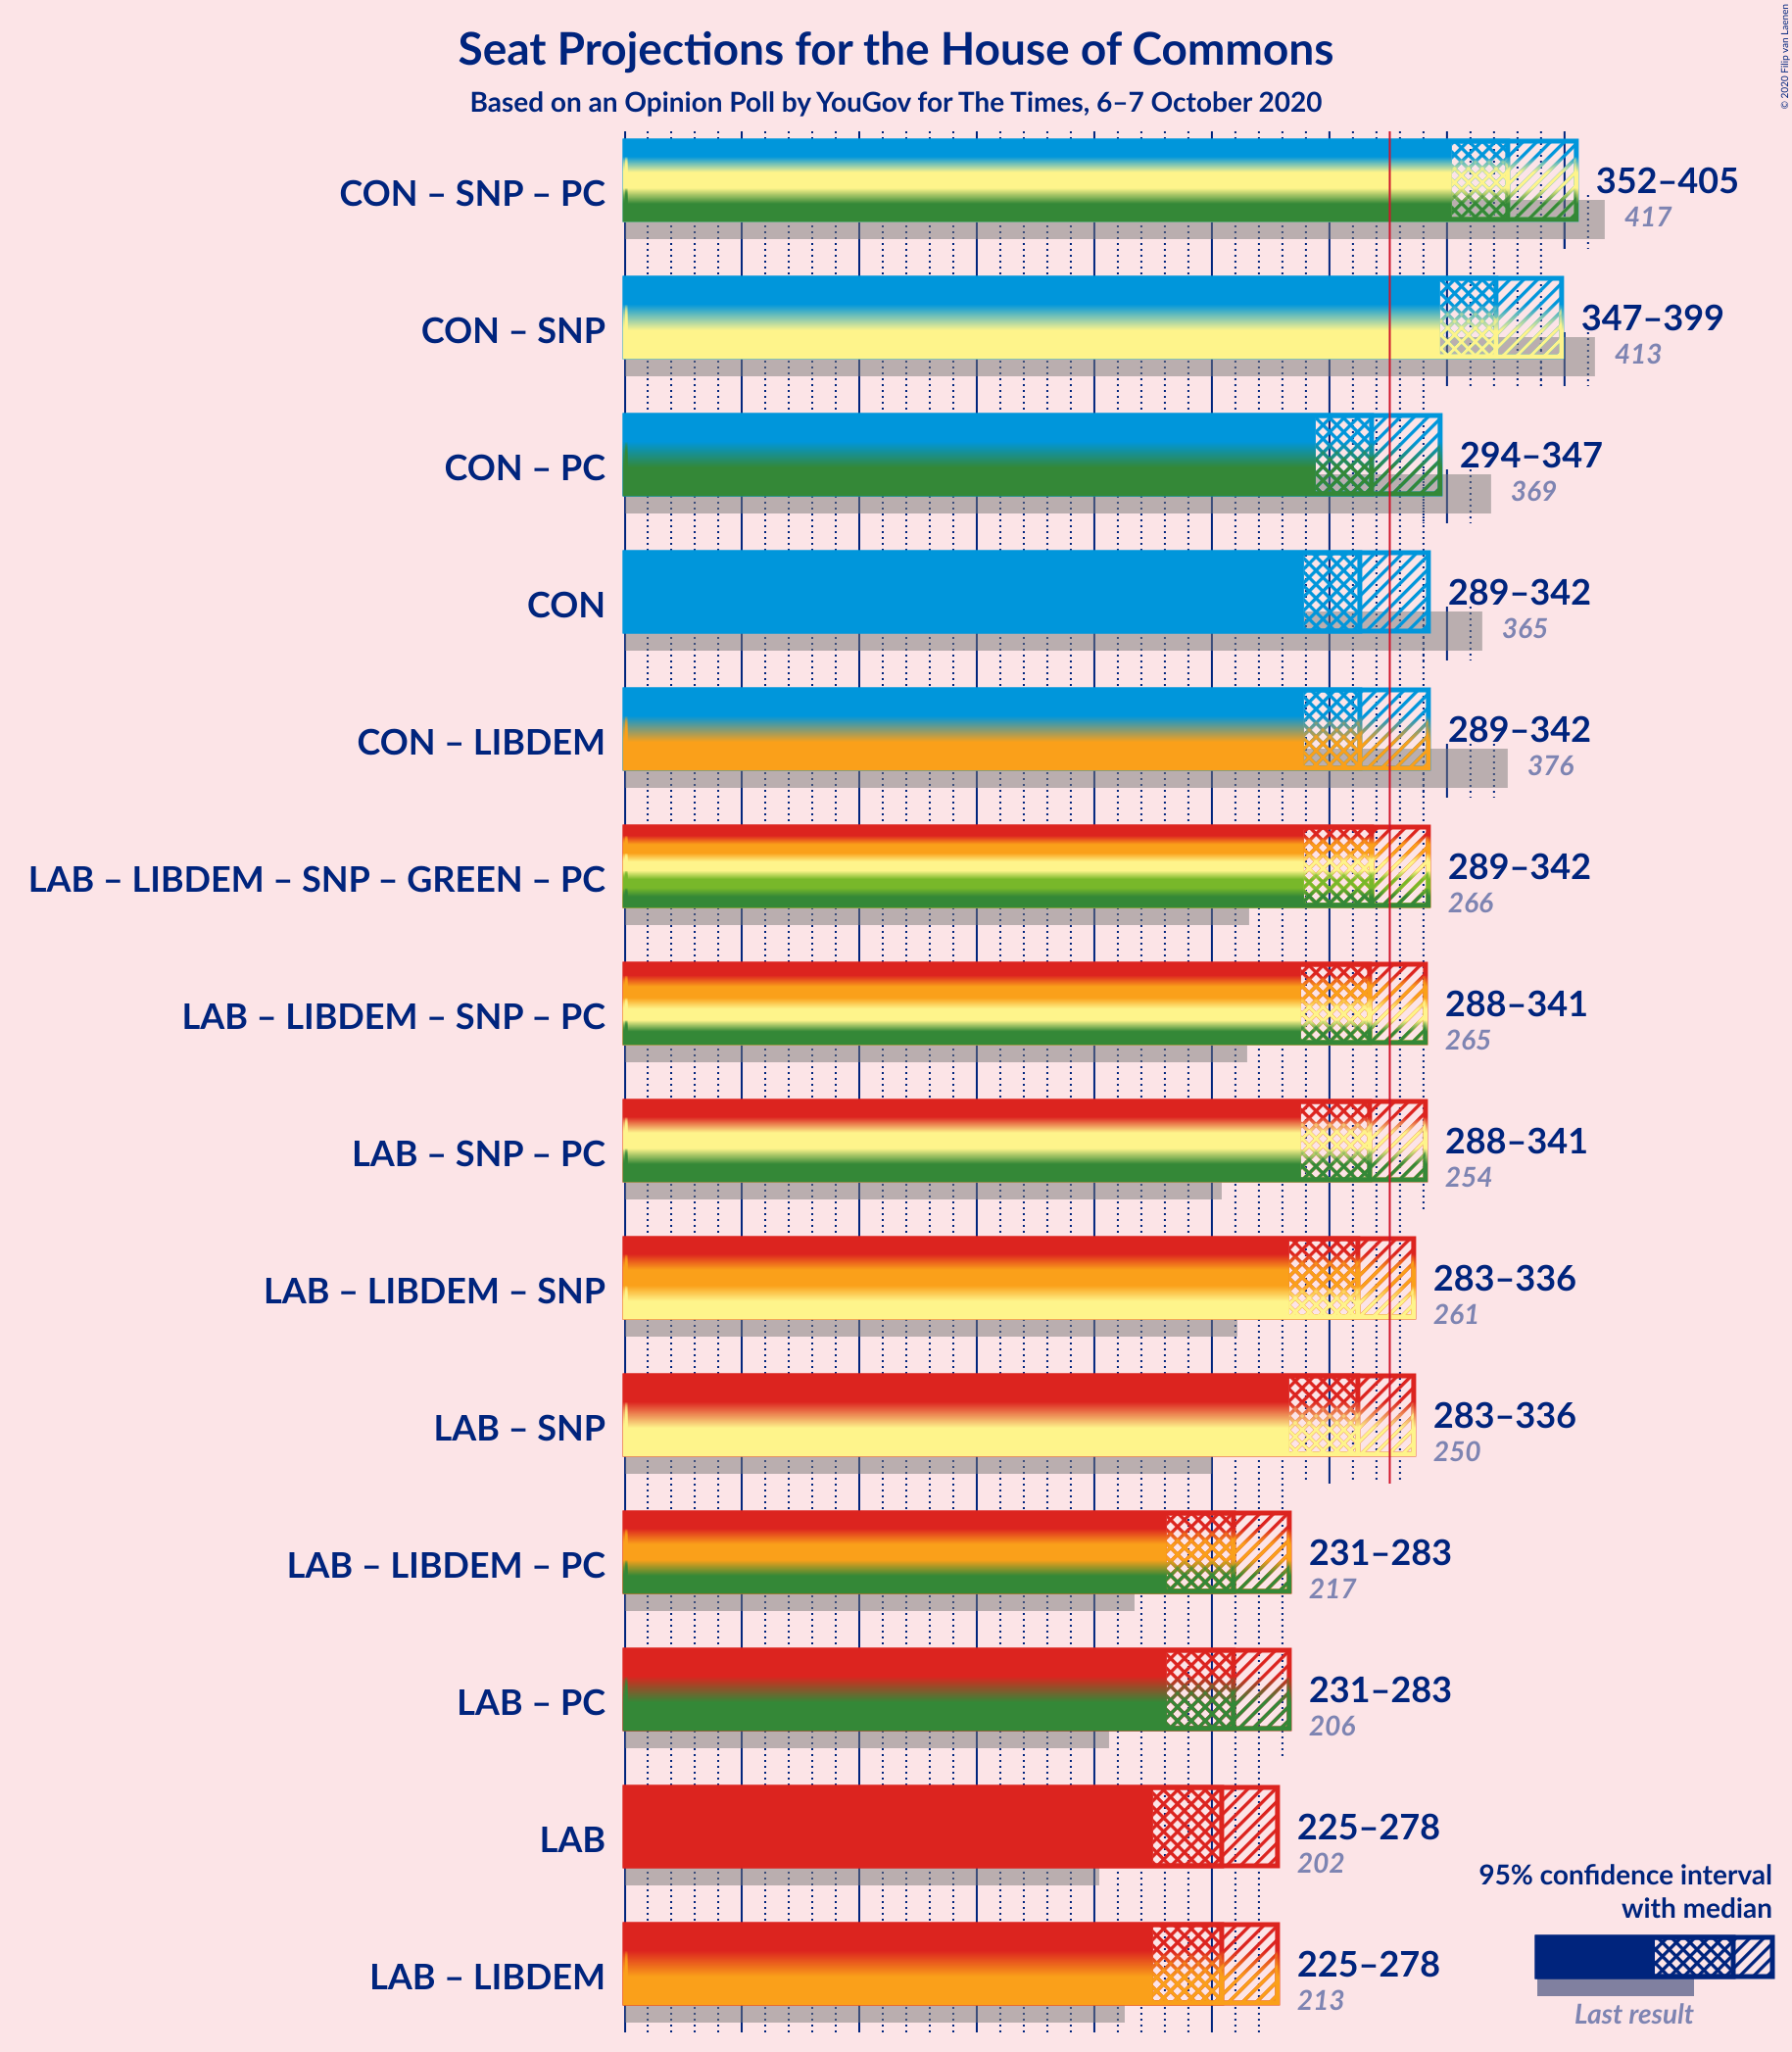 Seat Projections for the House of Commons
Based on an Opinion Poll by YouGov for The Times, 6–7 October 2020
© 2020 Filip van Laenen
CON – SNP – PC
352–405
417
CON – SNP
347–399
413
CON – PC
294–347
369
CON
289–342
365
CON – LIBDEM
289–342
376
LAB – LIBDEM – SNP – GREEN – PC
289–342
266
LAB – LIBDEM – SNP – PC
288–341
265
LAB – SNP – PC
288–341
254
LAB – LIBDEM – SNP
283–336
261
LAB – SNP
283–336
250
LAB – LIBDEM – PC
231–283
217
LAB – PC
231–283
206
LAB
225–278
202
LAB – LIBDEM
225–278
213
95% confidence interval
with median
Last result